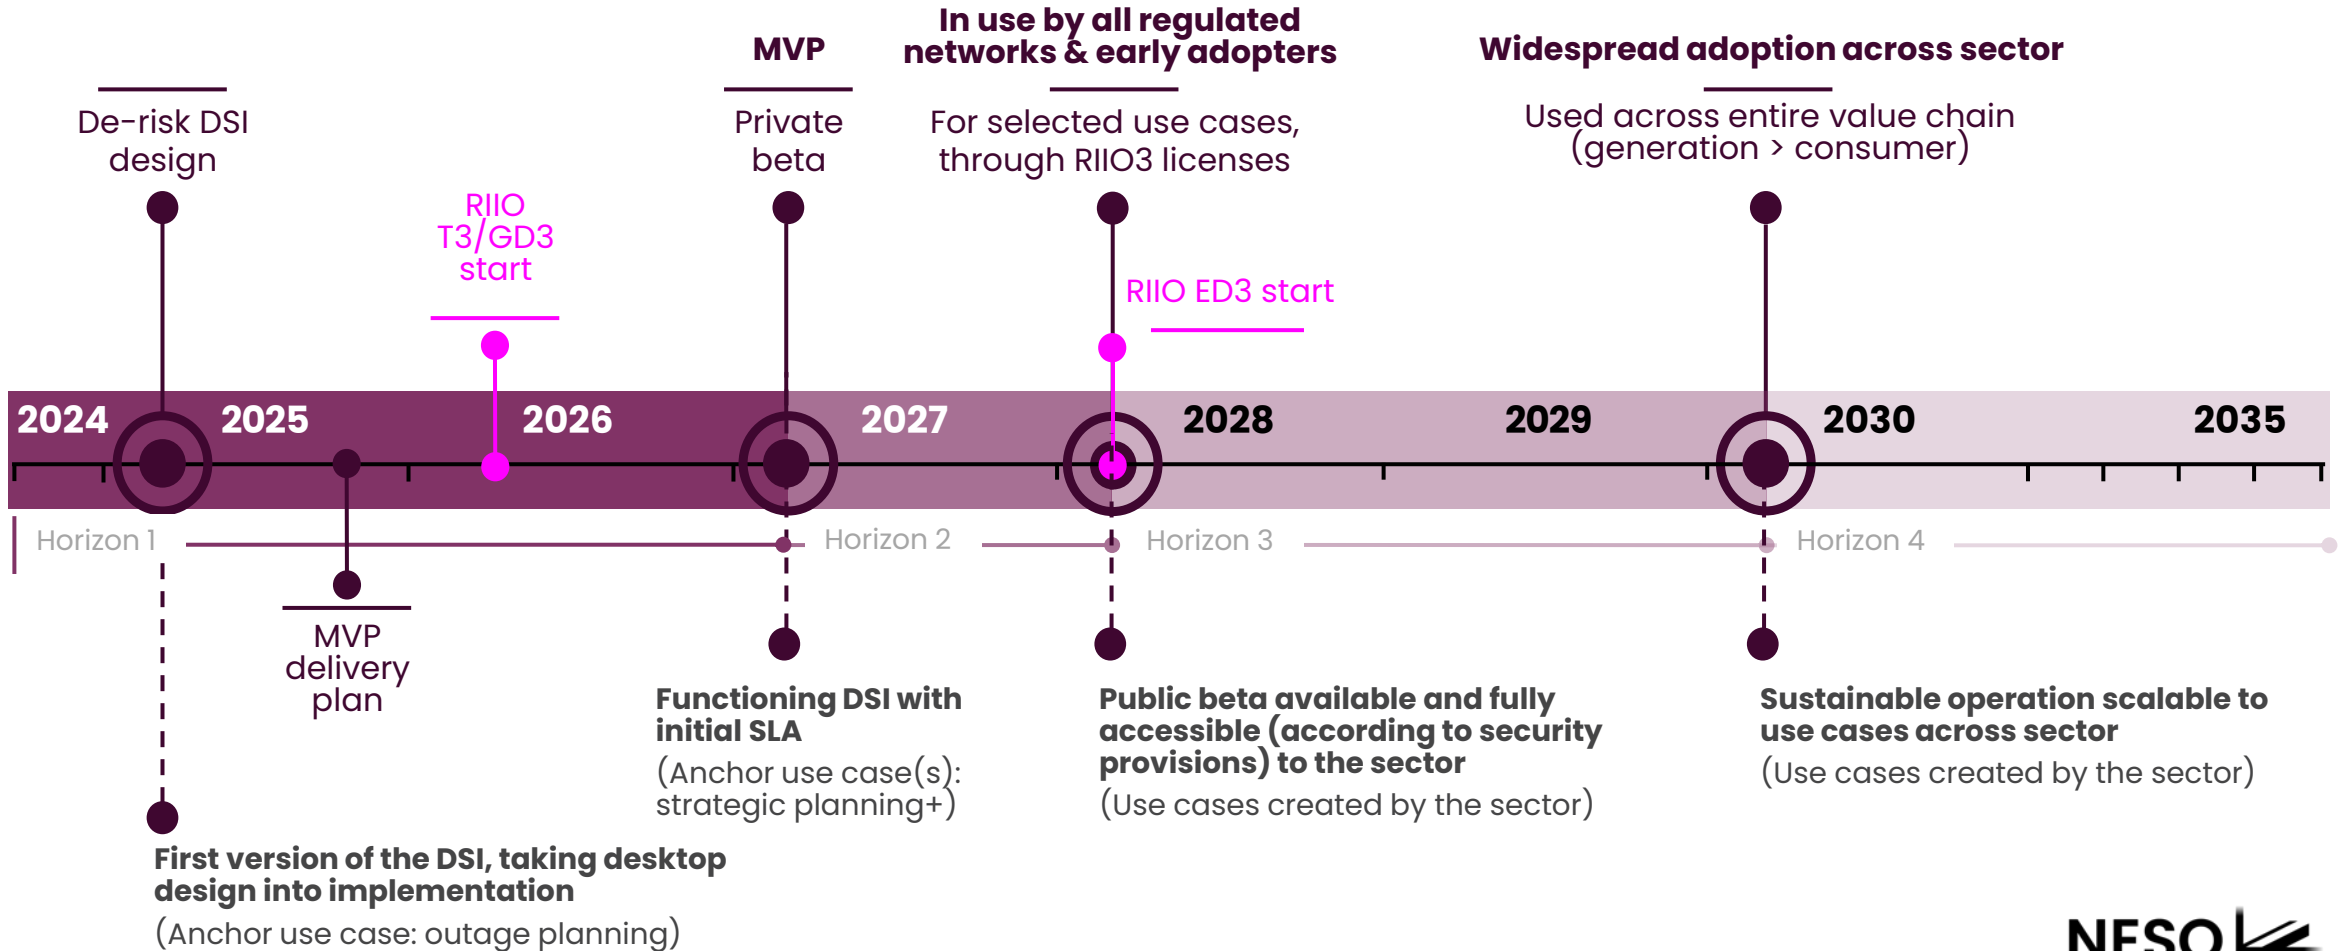 De-risk DSI
design
MVP
Private
beta
In use by all regulated
networks & early adopters
For selected use cases,
through RIIO3 licenses
Widespread adoption across sector
Used across entire value chain
(generation > consumer)
RIIO
T3/GD3
start
RIIO ED3 start
2024
2025
2026
2027
2028
2029
2030
2035
Horizon 1
Horizon 2
Horizon 3
Horizon 4
MVP
delivery
plan
Functioning DSI with
initial SLA
(Anchor use case(s):
strategic planning+)
Public beta available and fully
accessible (according to security
provisions) to the sector
(Use cases created by the sector)
Sustainable operation scalable to
use cases across sector
(Use cases created by the sector)
First version of the DSI, taking desktop
design into implementation
(Anchor use case: outage planning)
NESO